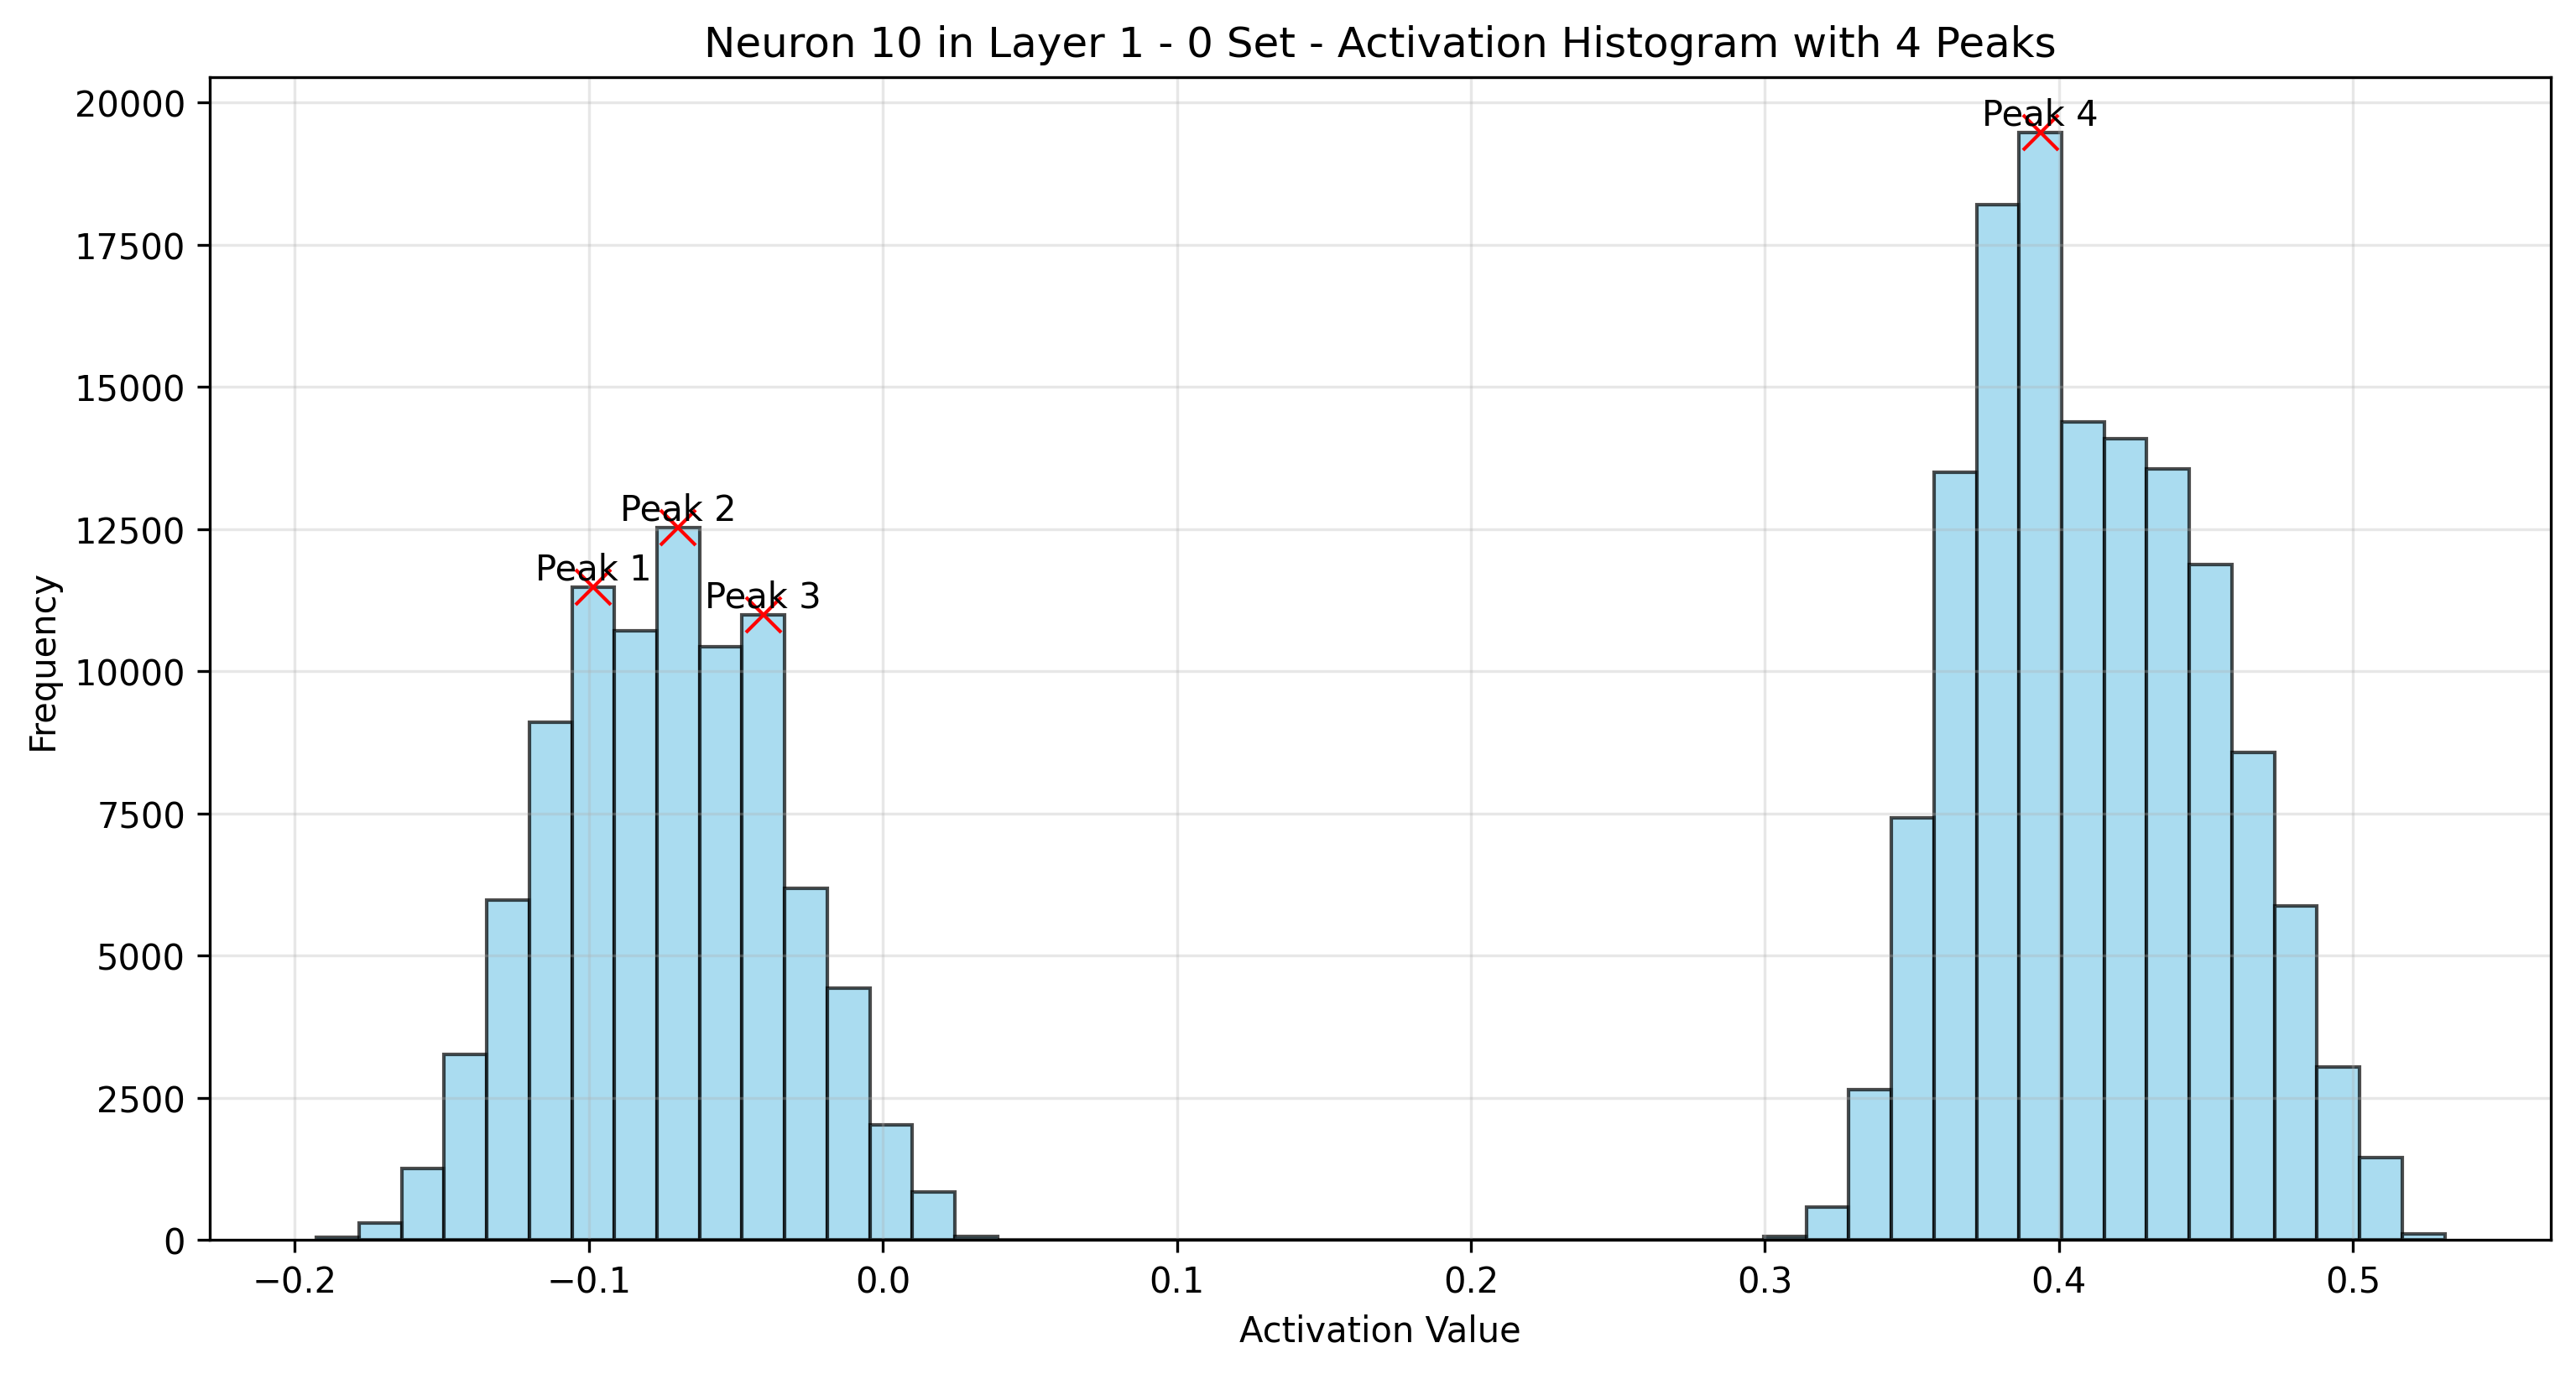 Neuron 10 in Layer 1 - 0 Set - Activation Histogram with 4 Peaks
20000
17500
15000
12500
10000
7500
5000
2500
0
Frequency
Peak 1
Peak 2
Peak 3
Peak 4
−0.2
−0.1
0.0
0.1
0.2
0.3
0.4
0.5
Activation Value